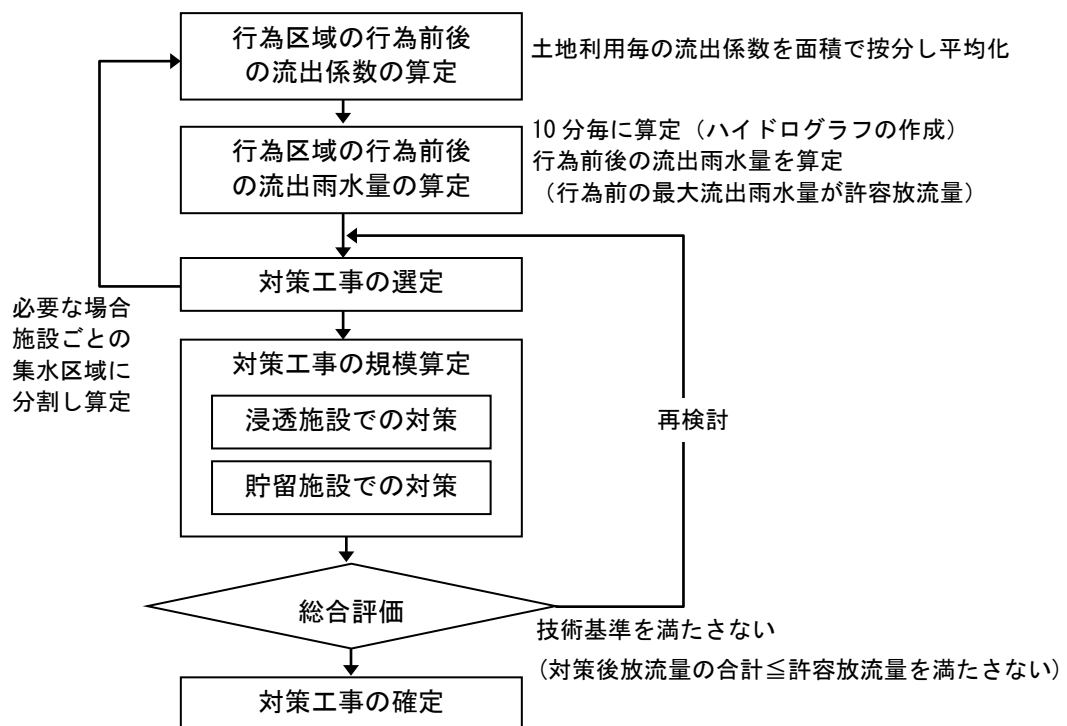 行為区域の行為前後
の流出係数の算定
土地利用毎の流出係数を面積で按分し平均化
行為区域の行為前後
の流出雨水量の算定
10分毎に算定（ハイドログラフの作成）
行為前後の流出雨水量を算定
（行為前の最大流出雨水量が許容放流量）
対策工事の選定
必要な場合
施設ごとの
集水区域に
分割し算定
対策工事の規模算定
浸透施設での対策
貯留施設での対策
再検討
総合評価
技術基準を満たさない
（対策後放流量の合計≦許容放流量を満たさない）
対策工事の確定